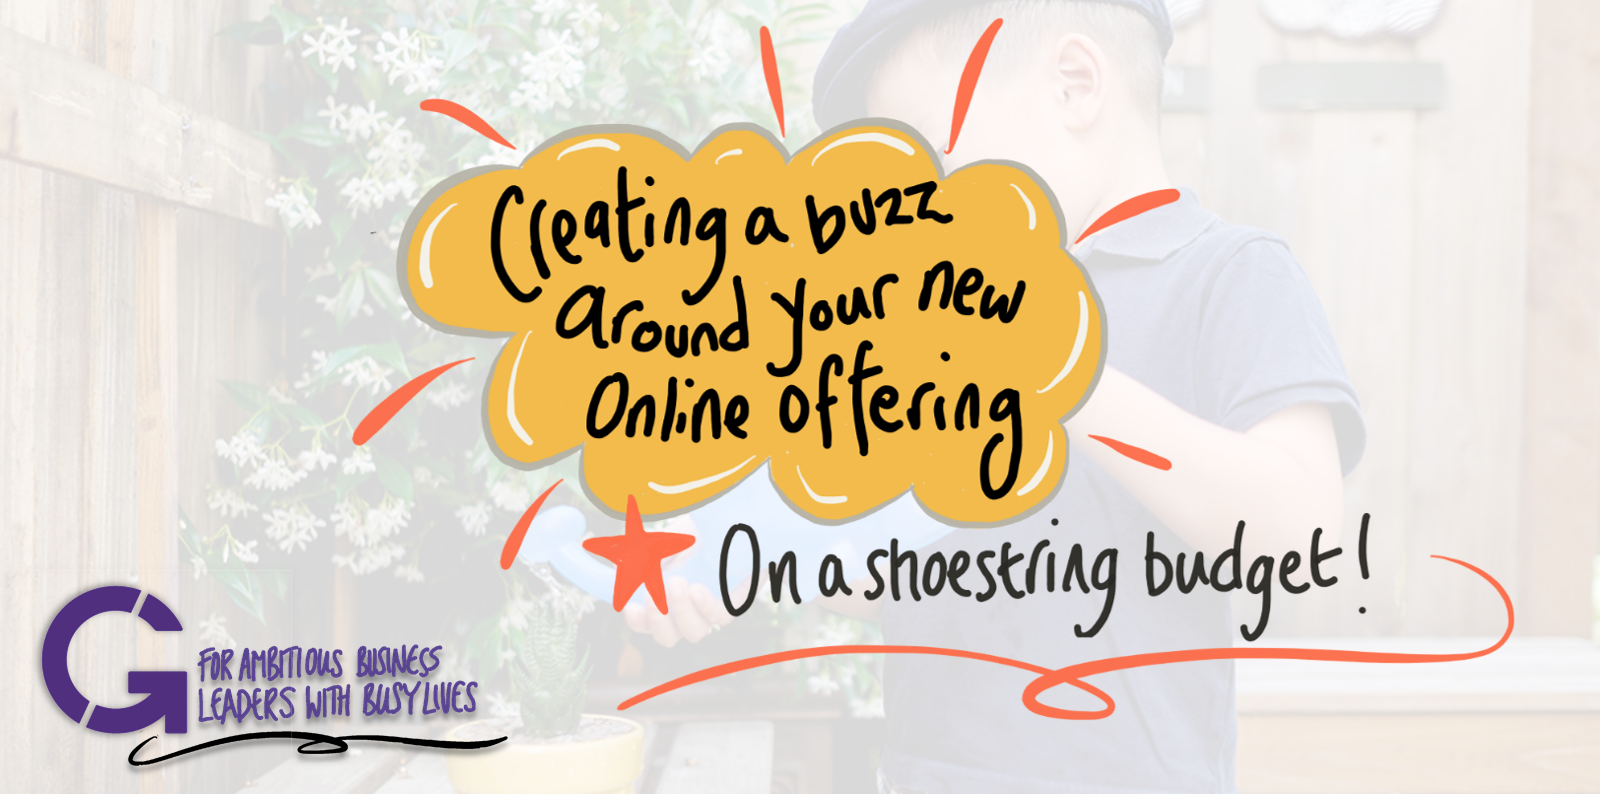 Creating a buzz
around your new
Online offering
On a shoestring budget!
G
FOR AMBITIOUS BUSINESS
LEADERS WITH BUSY LIVES